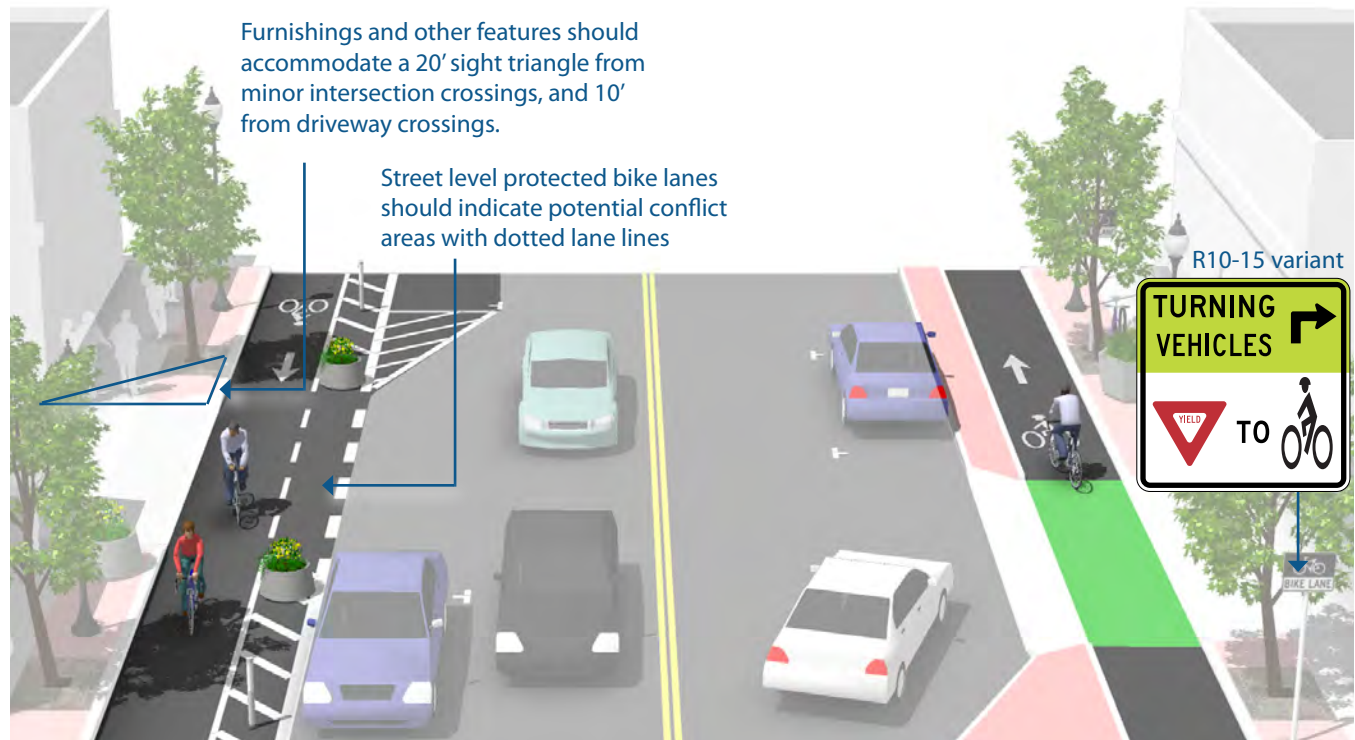 Furnishings and other features should
accommodate a 20’ sight triangle from
minor intersection crossings, and 10’
from driveway crossings.
Street level protected bike lanes
should indicate potential conflict
areas with dotted lane lines
R10-15 variant
TURNING
VEHICLES
YIELD
TO
BIKE LANE